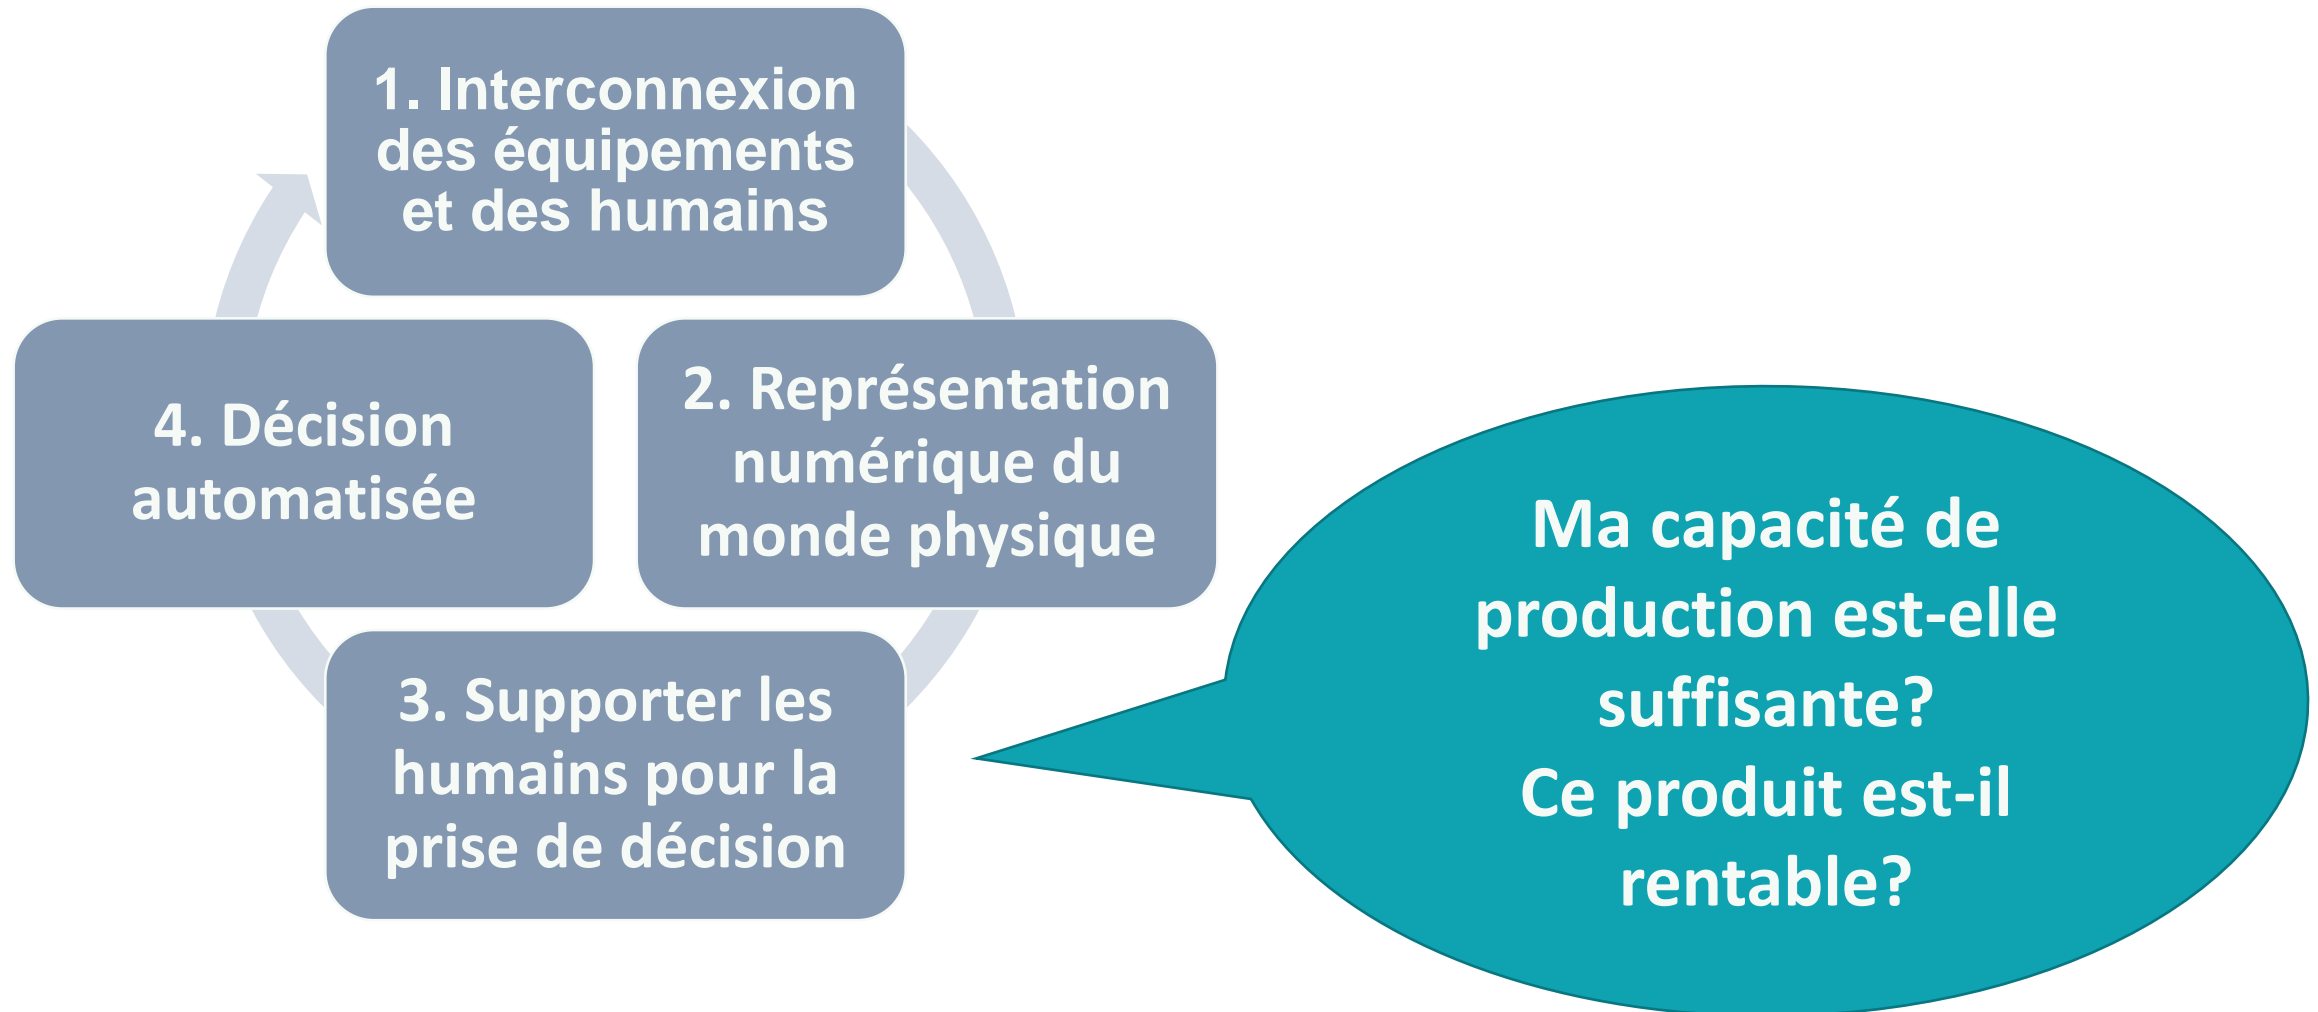 1. Interconnexion
des équipements
et des humains
2. Représentation
numérique du
monde physique
3. Supporter les
humains pour la
prise de décision
4. Décision
automatisée
Ma capacité de
production est-elle
suffisante?
Ce produit est-il
rentable?